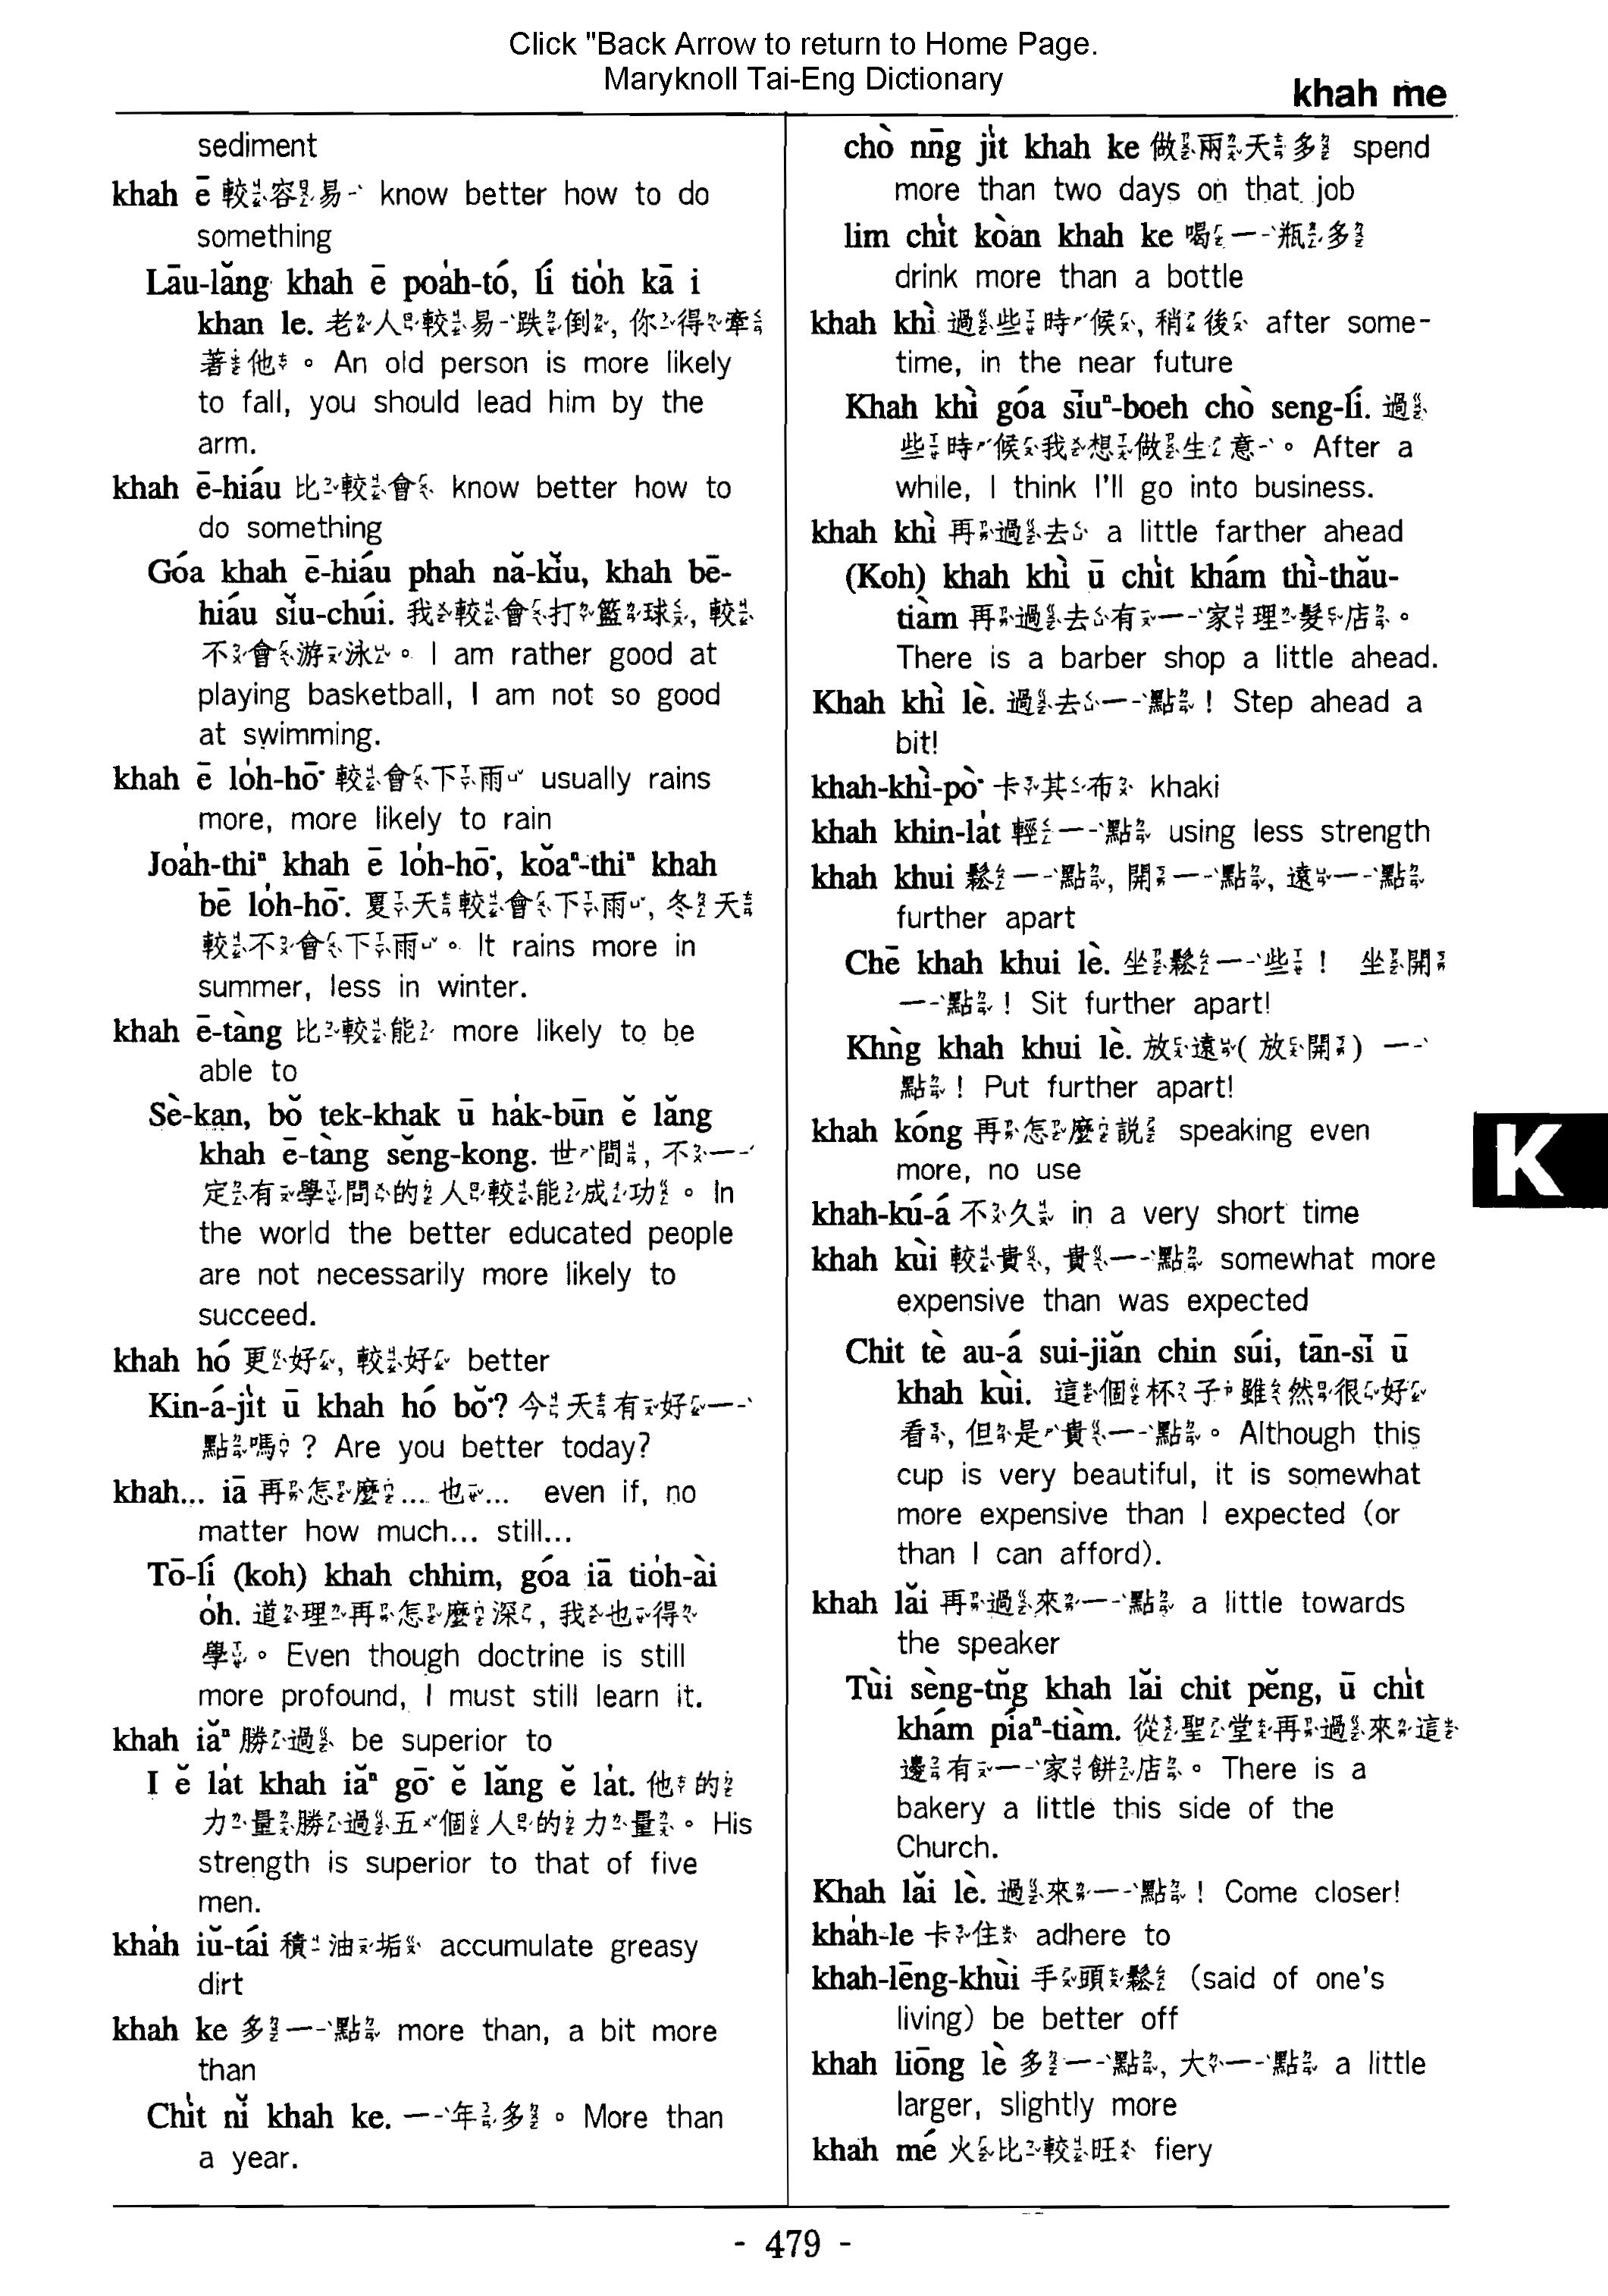 Click "Back Arrow to return to Home Page.
Maryknoll Tai-Eng Dictionary
khah me
sediment
khah ē 較容易 know better how to do
something
Lāu-lăng khah ē poa̍h-tó, lí tio̍h kā i
khan le. 老人較易跌倒, 你得牽
著他。 An old person is more likely
to fall, you should lead him by the
arm.
khah ē-hiáu 比較會 know better how to
do something
Góa khah ē-hiáu phah nă-kĭu, khah bē-
hiáu sĭu-chúi. 我較會打籃球, 較
不會游泳。 I am rather good at
playing basketball, I am not so good
at swimming.
khah ē lo̍h-hō͘ 較會下雨 usually rains
more, more likely to rain
Joa̍h-thiⁿ khah ē lo̍h-hō͘, kŏaⁿ-thiⁿ khah
bē lo̍h-hō͘. 夏天較會下雨, 冬天
較不會下雨。 It rains more in
summer, less in winter.
khah ē-tàng 比較能 more likely to be
able to
Sè-kan, bŏ tek-khak ū ha̍k-būn ĕ lăng
khah ē-tàng sĕng-kong. 世間, 不一
定有學問的人較能成功。 In
the world the better educated people
are not necessarily more likely to
succeed.
khah hó 更好, 較好 better
Kin-á-ji̍t ū khah hó bŏ͘? 今天有好一
點嗎? Are you better today?
khah... iā 再怎麼... 也... even if, no
matter how much... still...
Tō-lí (koh) khah chhim, góa iā tio̍h-ài
o̍h. 道理再怎麼深, 我也得
學。 Even though doctrine is still
more profound, I must still learn it.
khah iăⁿ 勝過 be superior to
I ĕ la̍t khah iăⁿ gō͘ ĕ lăng ĕ la̍t. 他的
力量勝過五個人的力量。 His
strength is superior to that of five
men.
kha̍h iŭ-tái 積油垢 accumulate greasy
dirt
khah ke 多一點 more than, a bit more
than
Chi̍t nĭ khah ke. 一年多。 More than
a year.
chò nn̄g ji̍t khah ke 做兩天多 spend
more than two days on that job
lim chi̍t koàn khah ke 喝一瓶多
drink more than a bottle
khah khì 過些時候, 稍後 after some-
time, in the near future
Khah khì góa sīuⁿ-boeh chò seng-lí. 過
些時候我想做生意。 After a
while, I think I'll go into business.
khah khì 再過去 a little farther ahead
(Koh) khah khì ū chi̍t khám thì-thău-
tiàm 再過去有一家理髮店。
There is a barber shop a little ahead.
Khah khì lè. 過去一點! Step ahead a
bit!
khah-khì-pò͘ 卡其布 khaki
khah khin-la̍t 輕一點 using less strength
khah khui 鬆一點, 開一點, 遠一點
further apart
Chē khah khui lè. 坐鬆一些! 坐開
一點! Sit further apart!
Khǹg khah khui lè. 放遠(放開) 一
點! Put further apart!
khah kóng 再怎麼說 speaking even
more, no use
khah-kú-á 不久 in a very short time
khah kùi 較貴, 貴一點 somewhat more
expensive than was expected
Chit tè au-á sui-jiăn chin súi, tān-sī ū
khah kùi. 這個杯子雖然很好
看, 但是貴一點。 Although this
cup is very beautiful, it is somewhat
more expensive than I expected (or
than I can afford).
khah lăi 再過來一點 a little towards
the speaker
Tùi sèng-tn̆g khah lăi chit pĕng, ū chi̍t
khám píaⁿ-tiàm. 從聖堂再過來這
邊有一家餅店。 There is a
bakery a little this side of the
Church.
Khah lăi lè. 過來一點! Come closer!
kha̍h-le 卡住 adhere to
khah-lēng-khùi 手頭鬆 (said of one's
living) be better off
khah liōng lè 多一點, 大一點 a little
larger, slightly more
khah mé 火比較旺 fiery
K
- 479 -